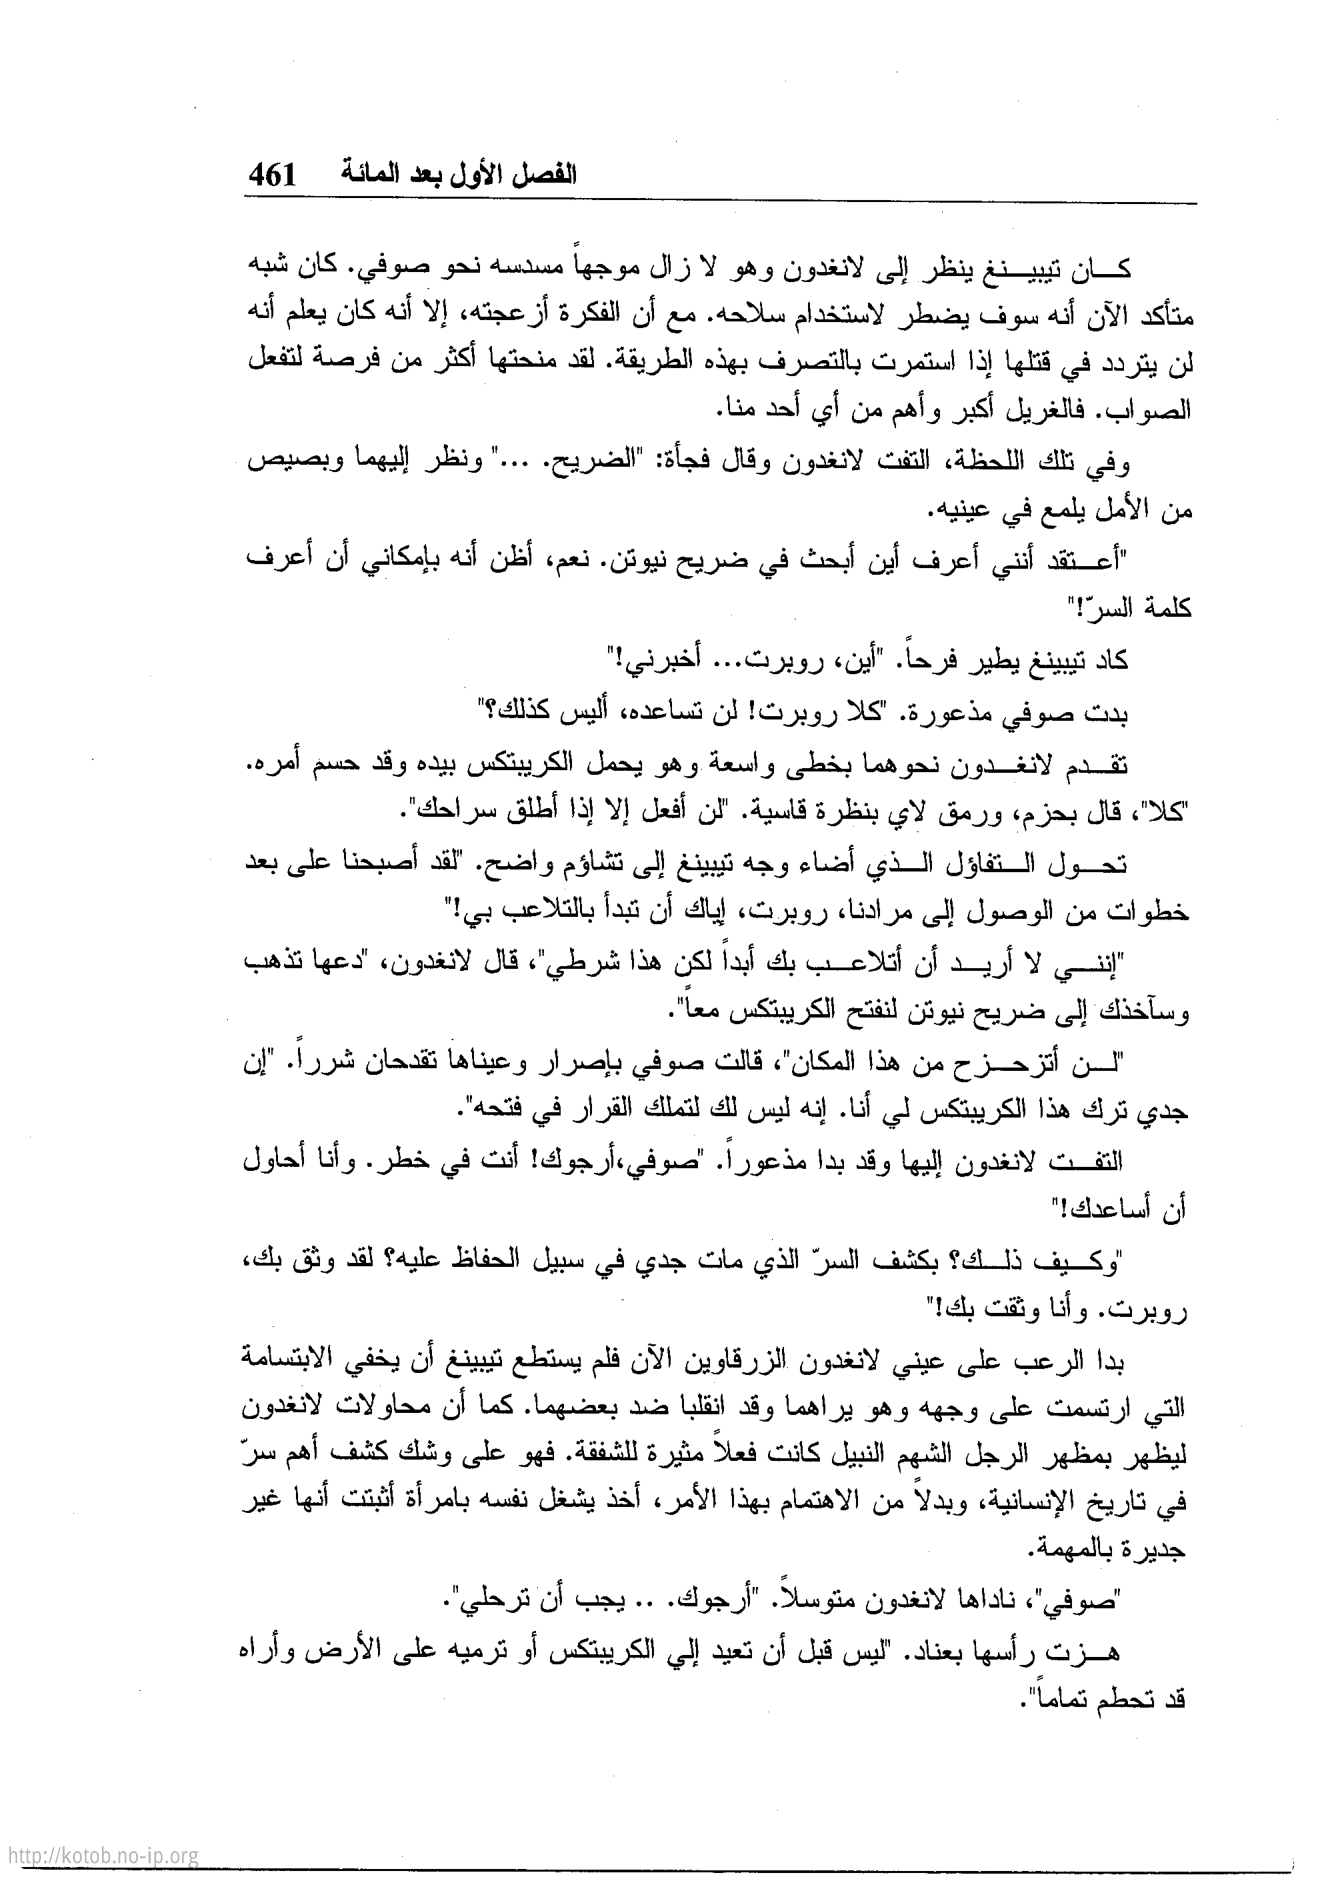 الفصل الأول بعد المائة 461
كـــان تيبيـــنغ ينظر إلى لانغدون وهو لا زال موجهاً مسدسه نحو صوفي. كان شبه
متأكد الآن أنه سوف يضطر لاستخدام سلاحه. مع أن الفكرة أزعجته، إلا أنه كان يعلم أنه
لن يتردد في قتلها إذا استمرت بالتصرف بهذه الطريقة. لقد منحتها أكثر من فرصة لتفعل
الصواب. فالغريل أكبر وأهم من أي أحد منا.
وفي تلك اللحظة، التفت لانغدون وقال فجأة: "الضريح. ..." ونظر إليهما وبصيص
من الأمل يلمع في عينيه.
"أعـــتقد أنني أعرف أين أبحث في ضريح نيوتن. نعم، أظن أنه بإمكاني أن أعرف
كلمة السرّ!"
كاد تيبينغ يطير فرحاً. "أين، روبرت... أخبرني!"
بدت صوفي مذعورة. "كلا روبرت! لن تساعده، أليس كذلك؟"
تقـــدم لانغـــدون نحوهما بخطى واسعة وهو يحمل الكريبتكس بيده وقد حسم أمره.
"كلا"، قال بحزم، ورمق لاي بنظرة قاسية. "لن أفعل إلا إذا أطلق سراحك".
تحـــول الـــتفاؤل الـــذي أضاء وجه تيبينغ إلى تشاؤم واضح. "لقد أصبحنا على بعد
خطوات من الوصول إلى مرادنا، روبرت، إياك أن تبدأ بالتلاعب بي!"
"إننـــي لا أريـــد أن أتلاعـــب بك أبداً لكن هذا شرطي"، قال لانغدون، "دعها تذهب
وسآخذك إلى ضريح نيوتن لنفتح الكريبتكس معاً".
"لـــن أتزحـــزح من هذا المكان"، قالت صوفي بإصرار وعيناها تقدحان شرراً. "إن
جدي ترك هذا الكريبتكس لي أنا. إنه ليس لك لتملك القرار في فتحه".
التفـــت لانغدون إليها وقد بدا مذعوراً. "صوفي،أرجوك! أنت في خطر. وأنا أحاول
أن أساعدك!"
"وكـــيف ذلـــك؟ بكشف السرّ الذي مات جدي في سبيل الحفاظ عليه؟ لقد وثق بك،
روبرت. وأنا وثقت بك!"
بدا الرعب على عيني لانغدون الزرقاوين الآن فلم يستطع تيبينغ أن يخفي الابتسامة
التي ارتسمت على وجهه وهو يراهما وقد انقلبا ضد بعضهما. كما أن محاولات لانغدون
ليظهر بمظهر الرجل الشهم النبيل كانت فعلاً مثيرة للشفقة. فهو على وشك كشف أهم سرّ
في تاريخ الإنسانية، وبدلاً من الاهتمام بهذا الأمر، أخذ يشغل نفسه بامرأة أثبتت أنها غير
جديرة بالمهمة.
"صوفي"، ناداها لانغدون متوسلاً. "أرجوك. .. يجب أن ترحلي".
هـــزت رأسها بعناد. "ليس قبل أن تعيد إلي الكريبتكس أو ترميه على الأرض وأراه
قد تحطم تماماً".
http://kotob.no-ip.org